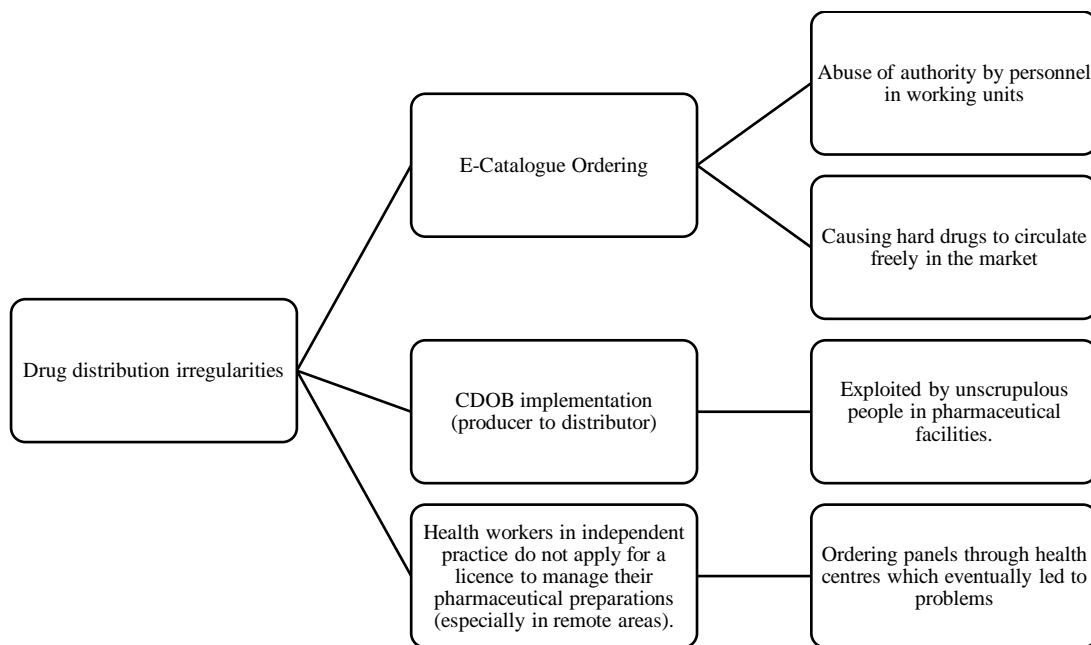 Drug distribution irregularities
E-Catalogue Ordering
Abuse of authority by personnel
in working units
Causing hard drugs to circulate
freely in the market
CDOB implementation
(producer to distributor)
Exploited by unscrupulous
people in pharmaceutical
facilities.
Health workers in independent
practice do not apply for a
licence to manage their
pharmaceutical preparations
(especially in remote areas).
Ordering panels through health
centres which eventually led to
problems